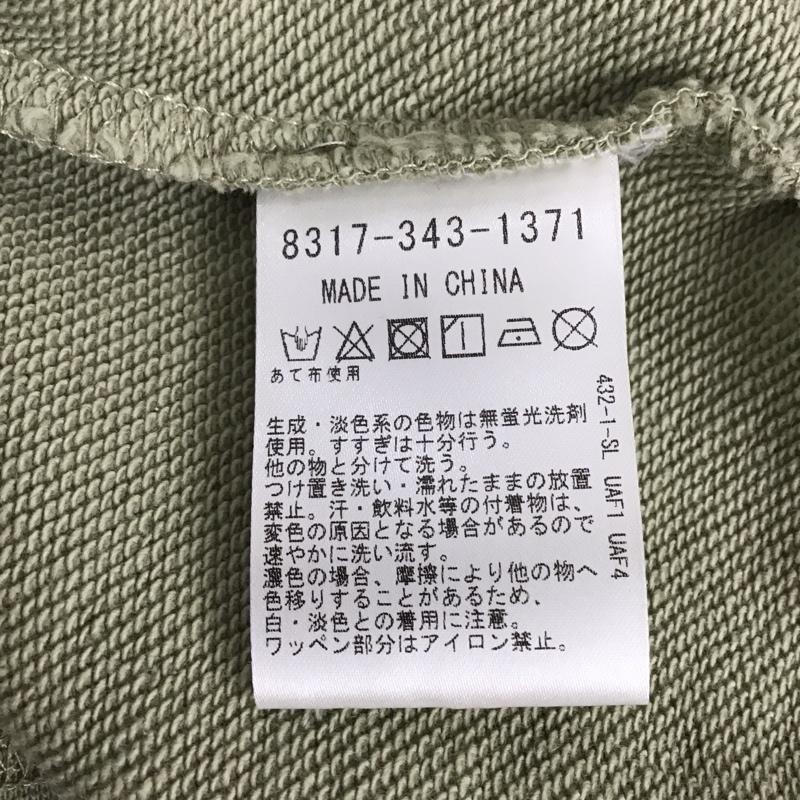 8317-343-1371
MADE IN CHINA
あて布使用
生成・淡色系の色物は無蛍光洗剤
使用。すすぎは十分行う。
他の物と分けて洗う。
つけ置き洗い・濡れたままの放置
禁止。汗・飲料水等の付着物は、
変色の原因となる場合があるので
速やかに洗い流す。
濃色の場合、摩擦により他の物へ
色移りすることがあるため、
白・淡色との着用に注意。
ワッペン部分はアイロン禁止。
432-1-SL UAF1 UAF4